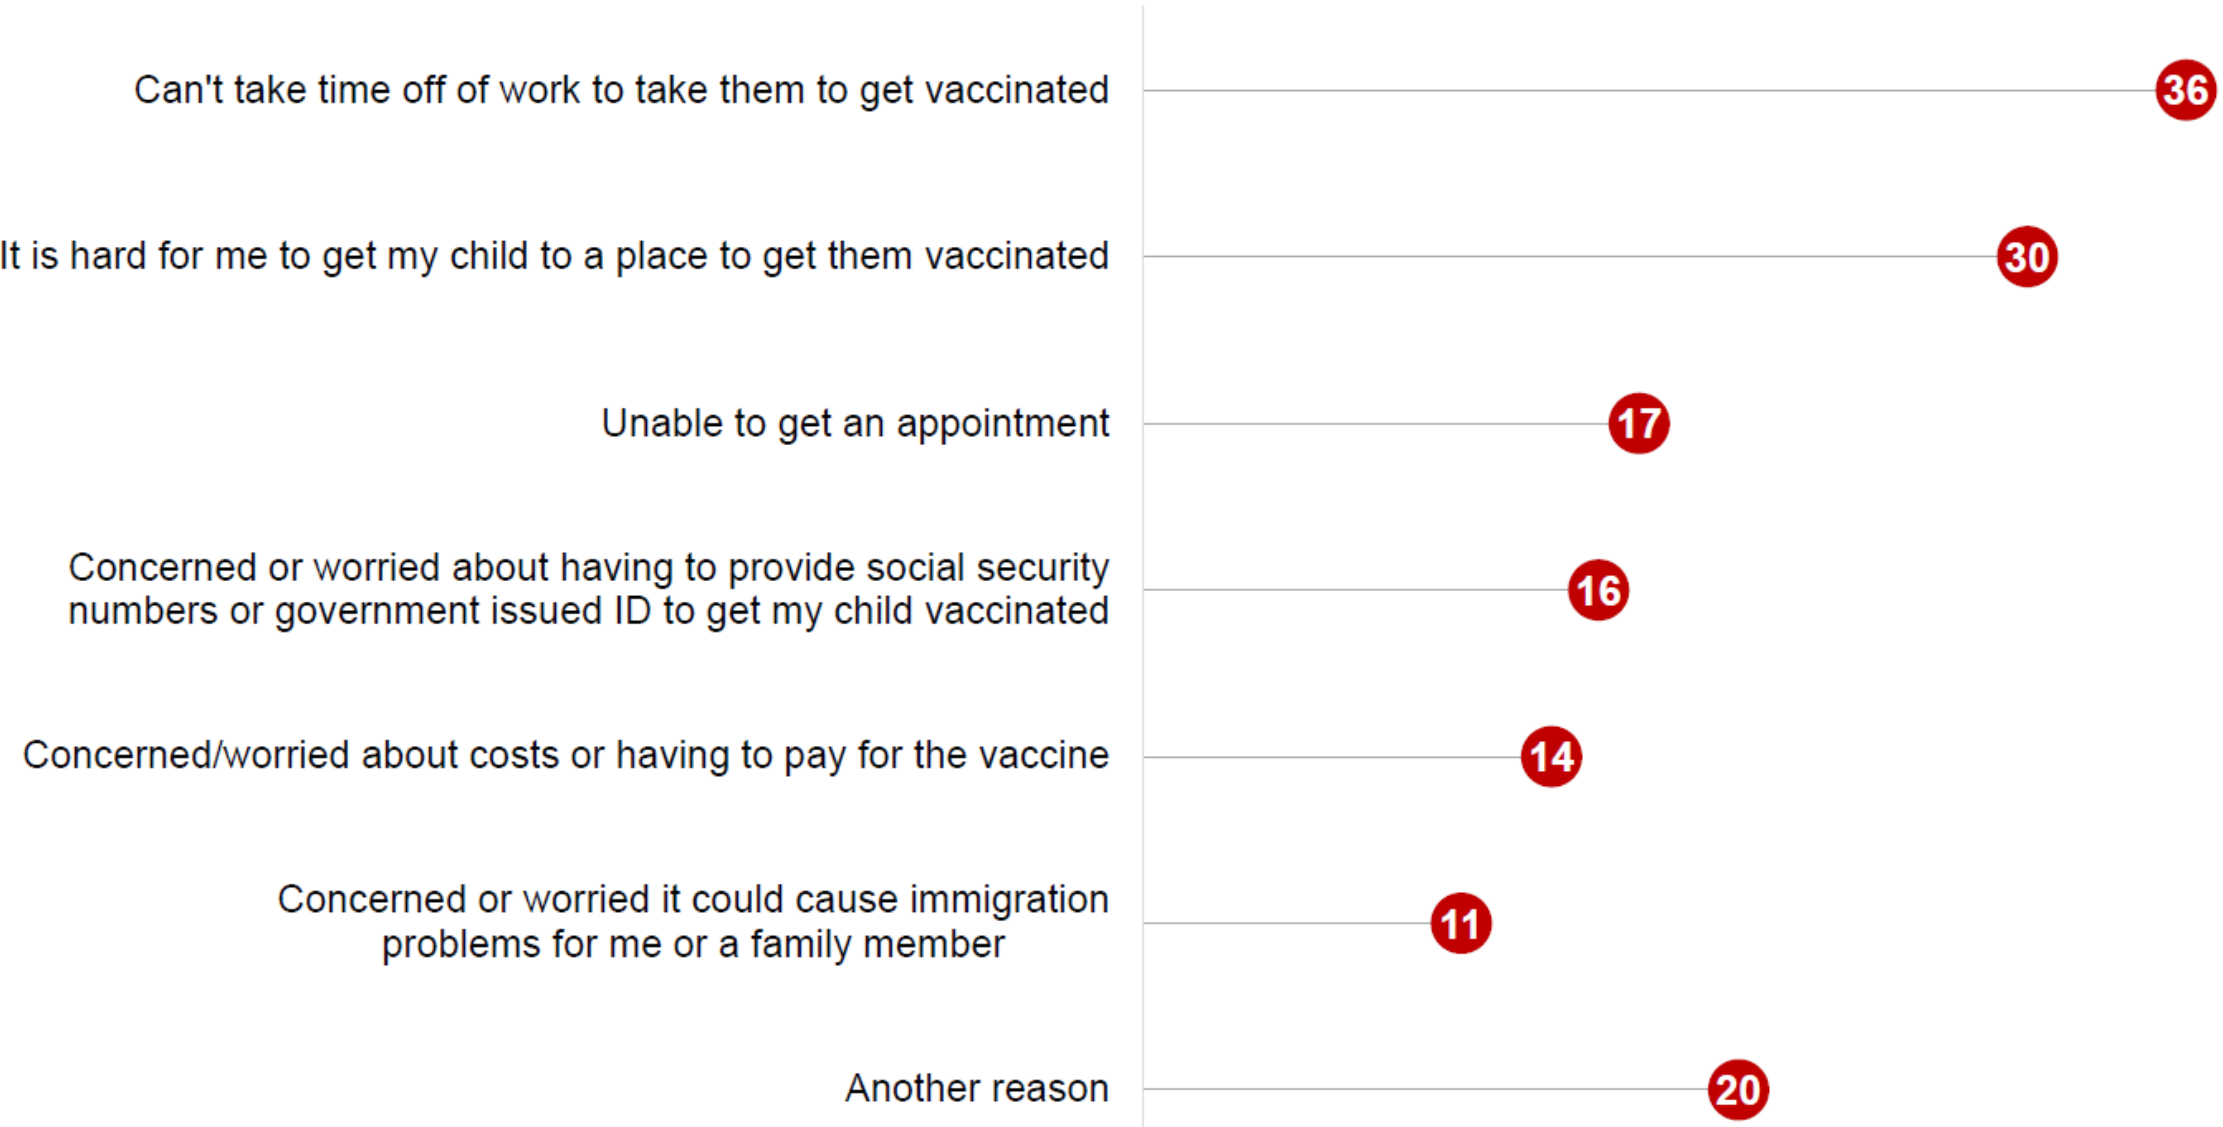 Can't take time off of work to take them to get vaccinated 36
It is hard for me to get my child to a place to get them vaccinated 30
Unable to get an appointment 17
Concerned or worried about having to provide social security
numbers or government issued ID to get my child vaccinated 16
Concerned/worried about costs or having to pay for the vaccine 14
Concerned or worried it could cause immigration
problems for me or a family member 11
Another reason 20